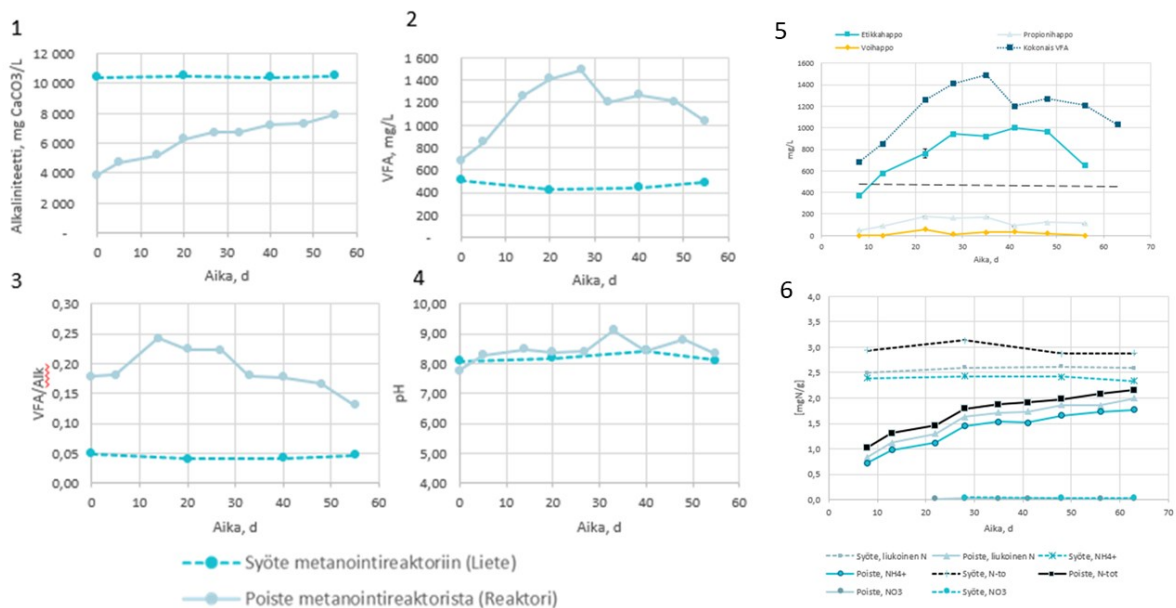 1
Alkaliniteetti, mg CaCO3/L
12 000
10 000
8 000
6 000
4 000
2 000
-
0 10 20 30 40 50 60
Aika, d
2
VFA, mg/L
1 600
1 400
1 200
1 000
800
600
400
200
-
0 10 20 30 40 50 60
Aika, d
3
VFA/Alk
0,30
0,25
0,20
0,15
0,10
0,05
0,00
0 10 20 30 40 50 60
Aika, d
4
pH
10,00
9,00
8,00
7,00
6,00
5,00
4,00
0 10 20 30 40 50 60
Aika, d
Syöte metanointireaktoriin (Liete)
Poiste metanointireaktorista (Reaktori)
5
Etikkahappo Propionihappo
Voihappo Kokonais VFA
mg/L
1600
1400
1200
1000
800
600
400
200
0
0 10 20 30 40 50 60 70
Aika, d
6
[mgN/g]
4,0
3,5
3,0
2,5
2,0
1,5
1,0
0,5
0,0
0 10 20 30 40 50 60 70
Aika, d
Syöte, liukoinen N Poiste, liukoinen N Syöte, NH4+
Poiste, NH4+ Syöte, N-to Poiste, N-tot
Poiste, NO3 Syöte, NO3